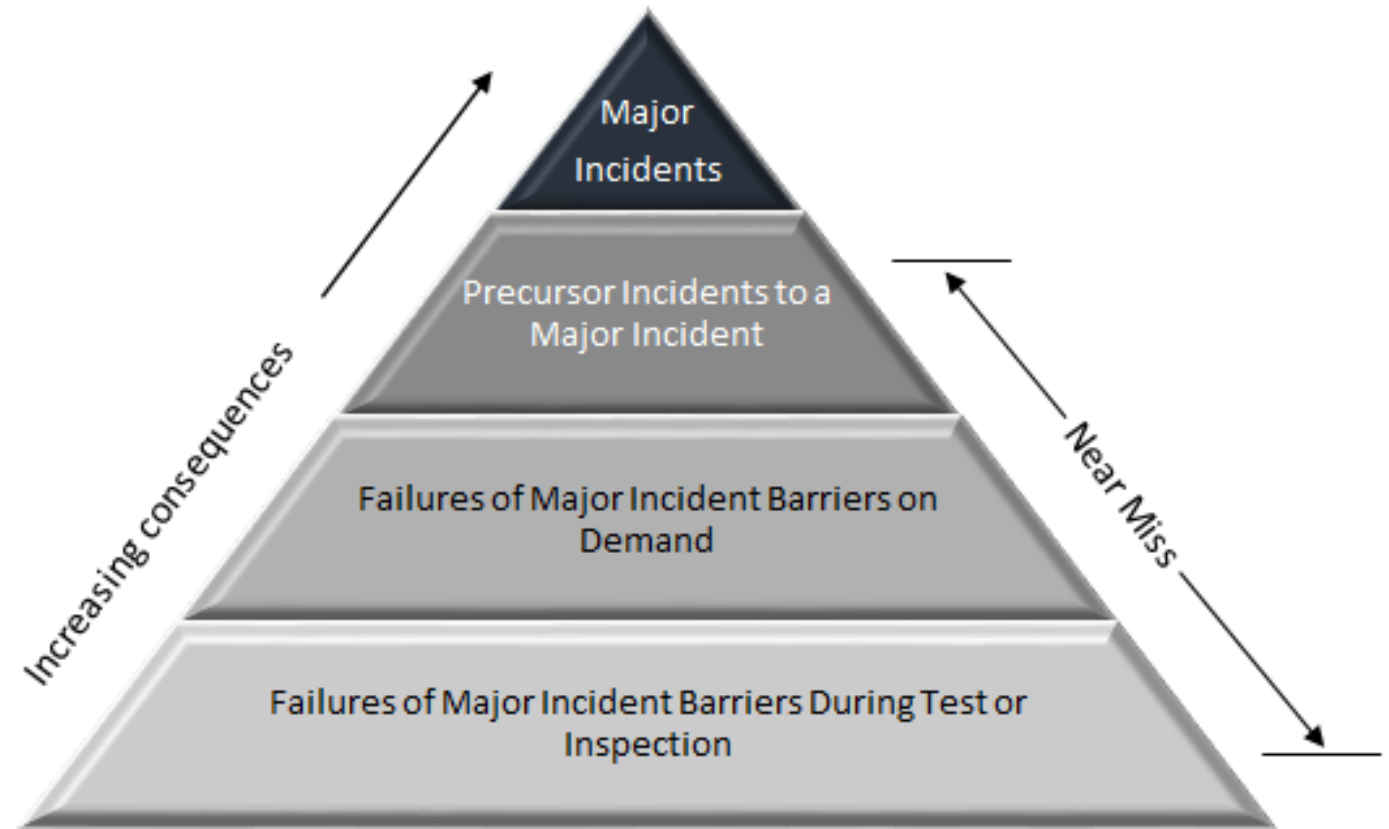 Major
Incidents
Precursor Incidents to a
Major Incident
Failures of Major Incident Barriers on
Demand
Failures of Major Incident Barriers During Test or
Inspection
Increasing consequences
Near Miss